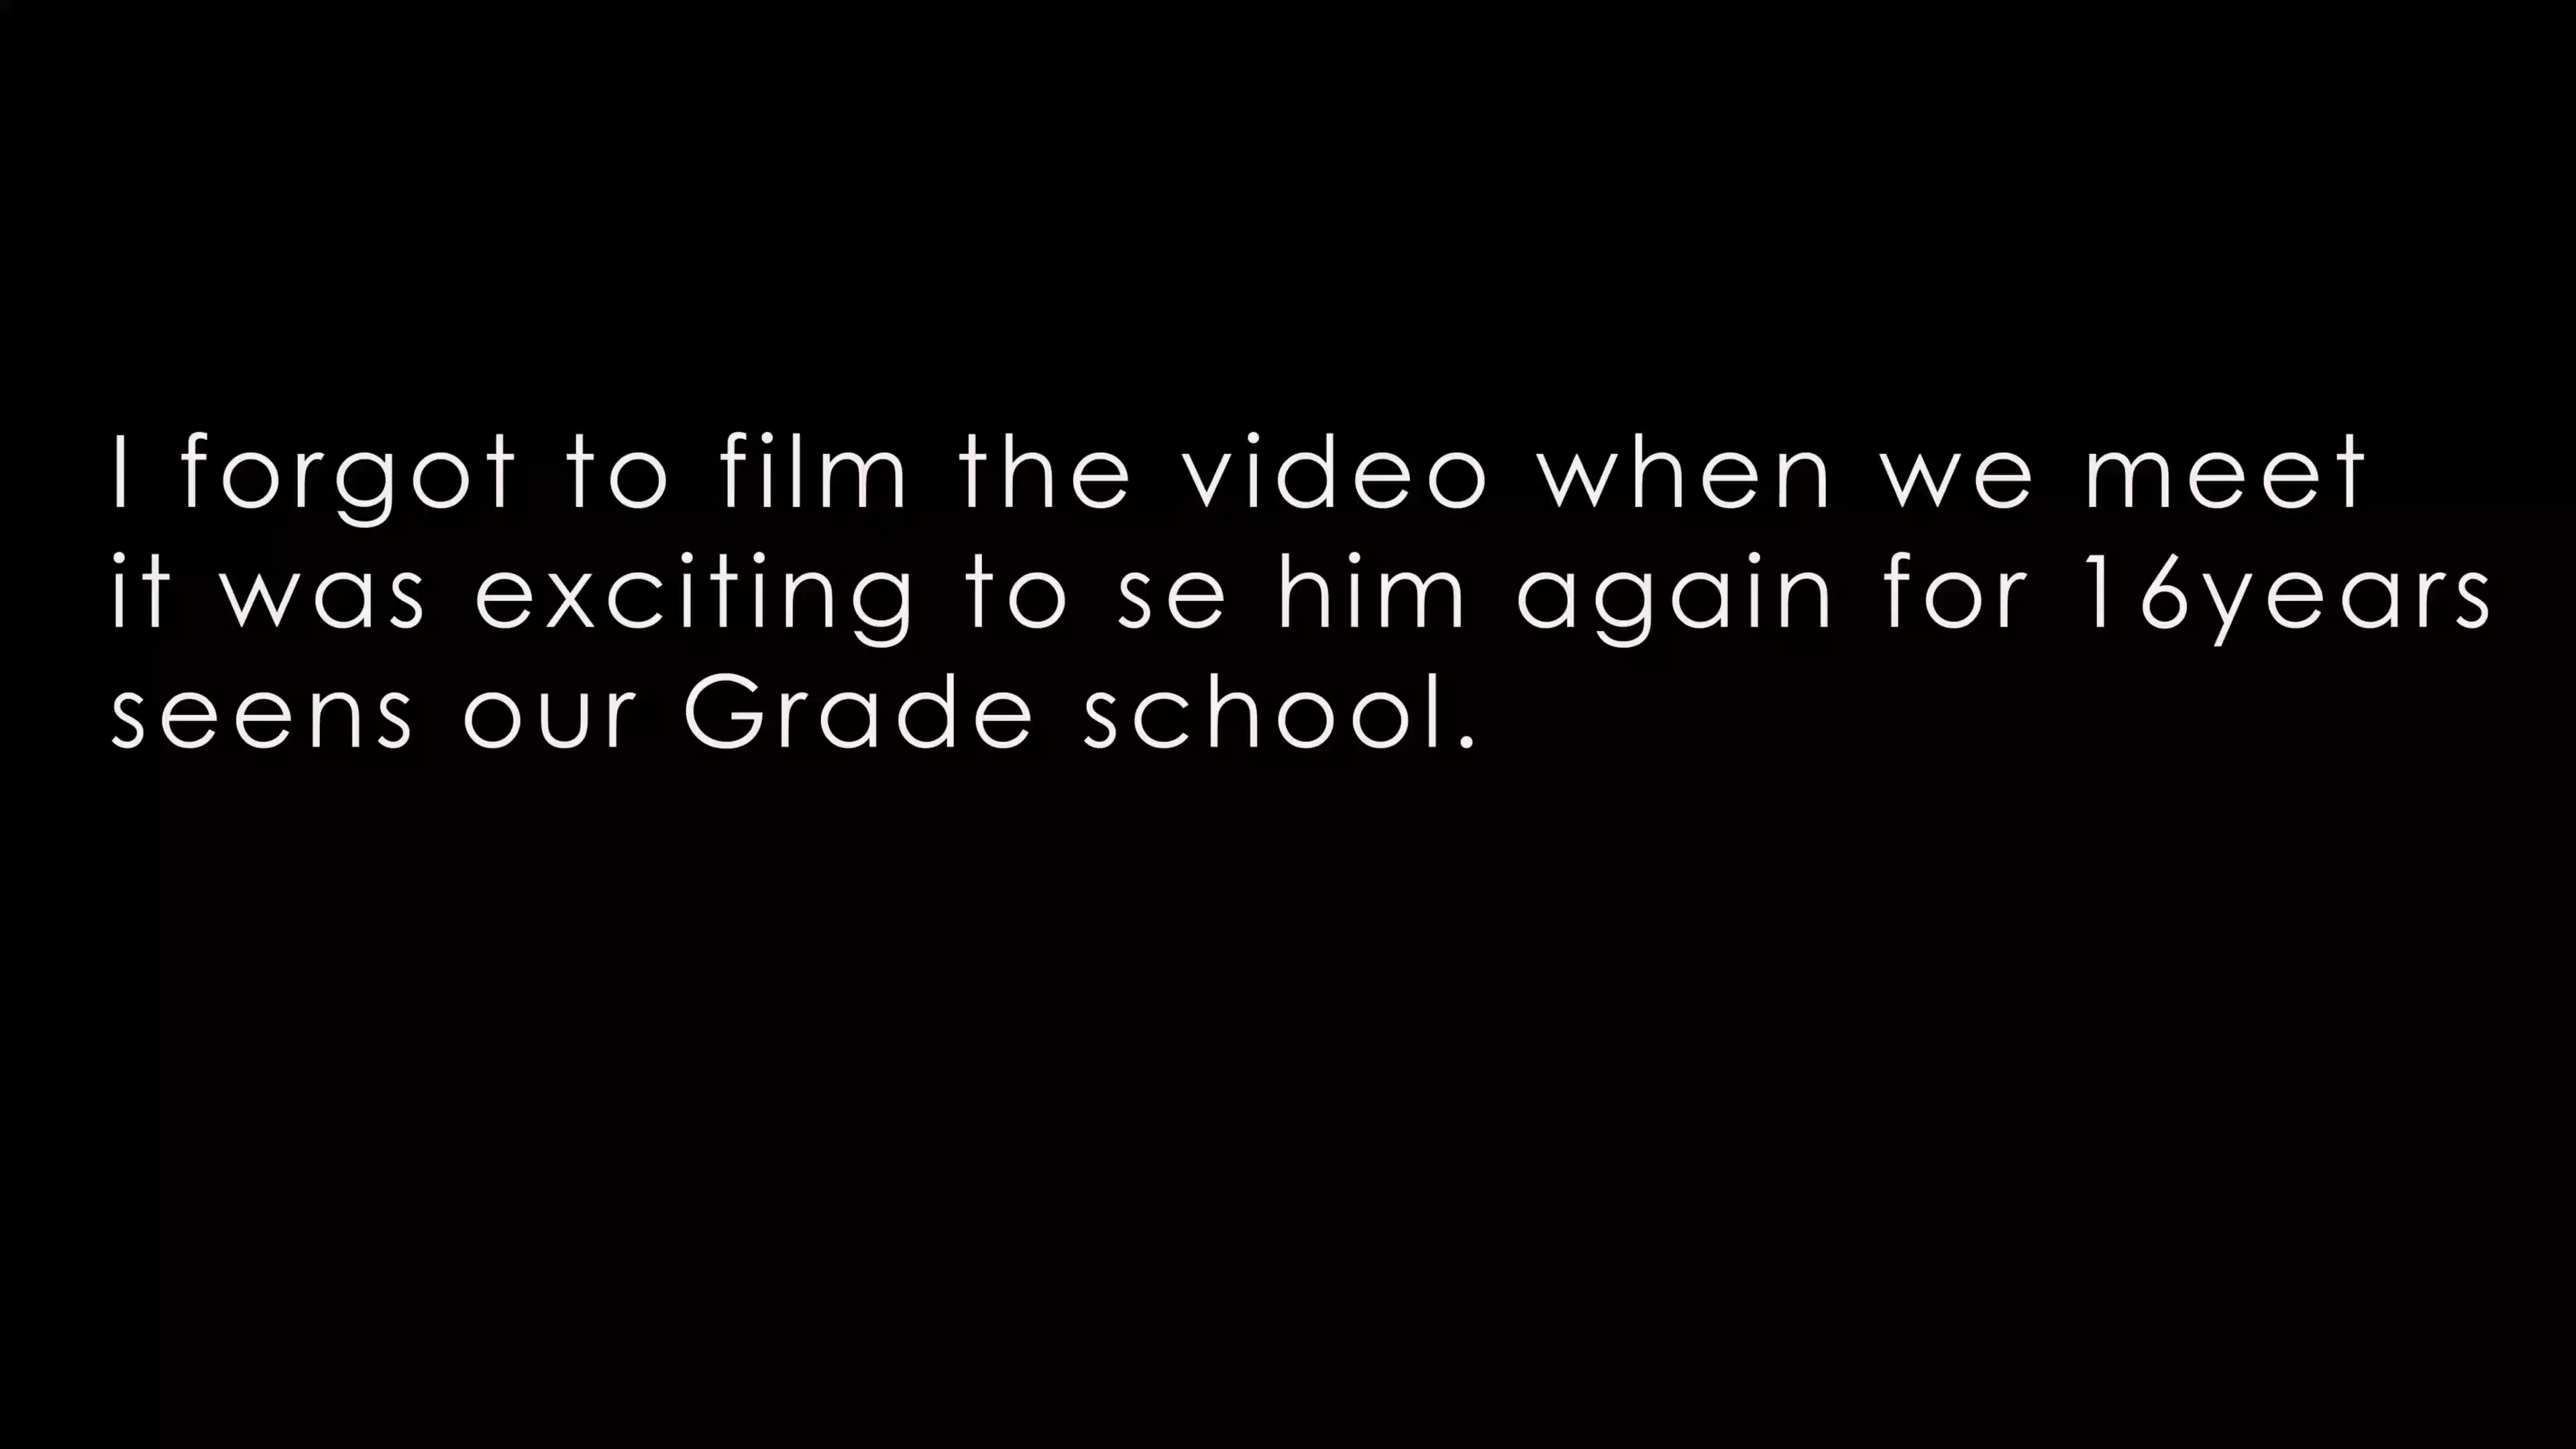 I forgot to film the video when we meet
it was exciting to se him again for 16years
seens our Grade school.